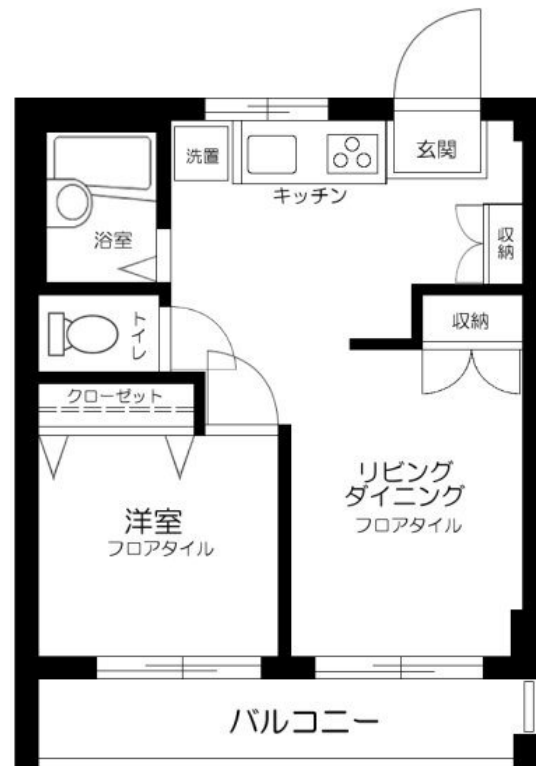 洗置
キッチン
玄関
浴室
収納
トイレ
収納
クローゼット
リビング
ダイニング
フロアタイル
洋室
フロアタイル
バルコニー